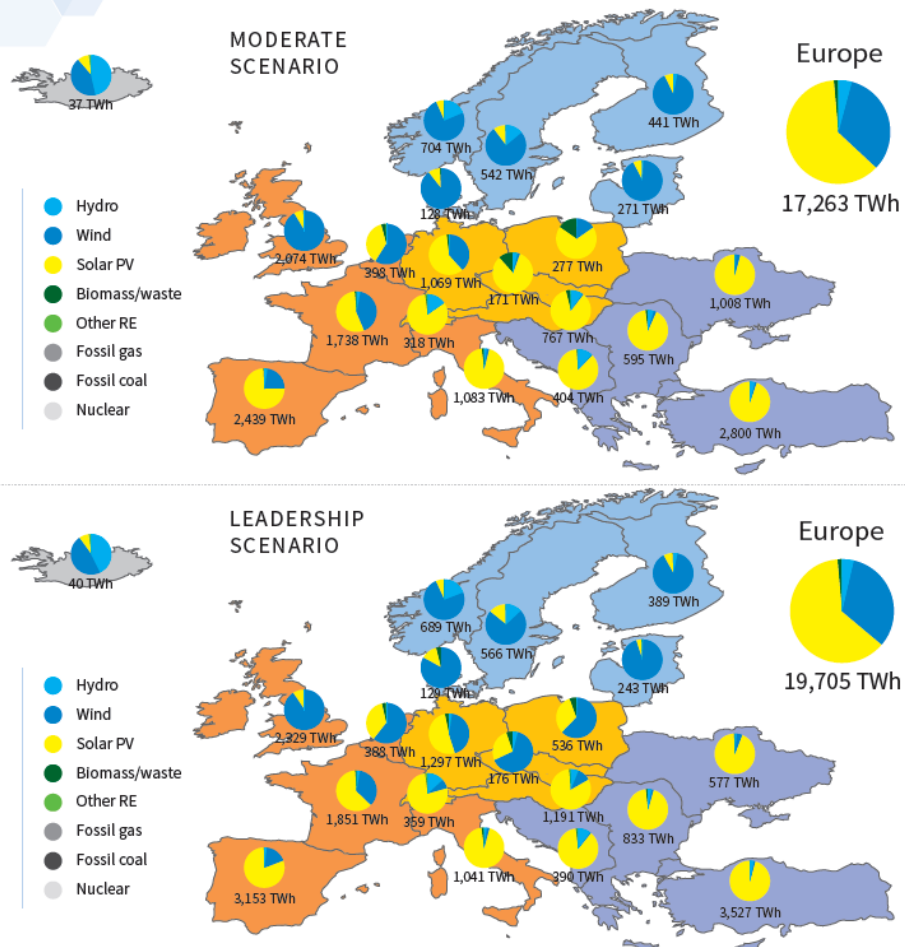 MODERATE
SCENARIO
Europe
17,263 TWh
37 TWh
704 TWh
542 TWh
441 TWh
128 TWh
271 TWh
Hydro
Wind
Solar PV
Biomass/waste
Other RE
Fossil gas
Fossil coal
Nuclear
2,074 TWh
398 TWh
1,069 TWh
277 TWh
171 TWh
1,008 TWh
1,738 TWh
318 TWh
767 TWh
595 TWh
1,083 TWh
404 TWh
2,439 TWh
2,800 TWh
LEADERSHIP
SCENARIO
Europe
19,705 TWh
40 TWh
689 TWh
566 TWh
389 TWh
129 TWh
243 TWh
Hydro
Wind
Solar PV
Biomass/waste
Other RE
Fossil gas
Fossil coal
Nuclear
2,329 TWh
388 TWh
1,297 TWh
536 TWh
176 TWh
577 TWh
1,851 TWh
359 TWh
1,191 TWh
833 TWh
1,041 TWh
390 TWh
3,153 TWh
3,527 TWh